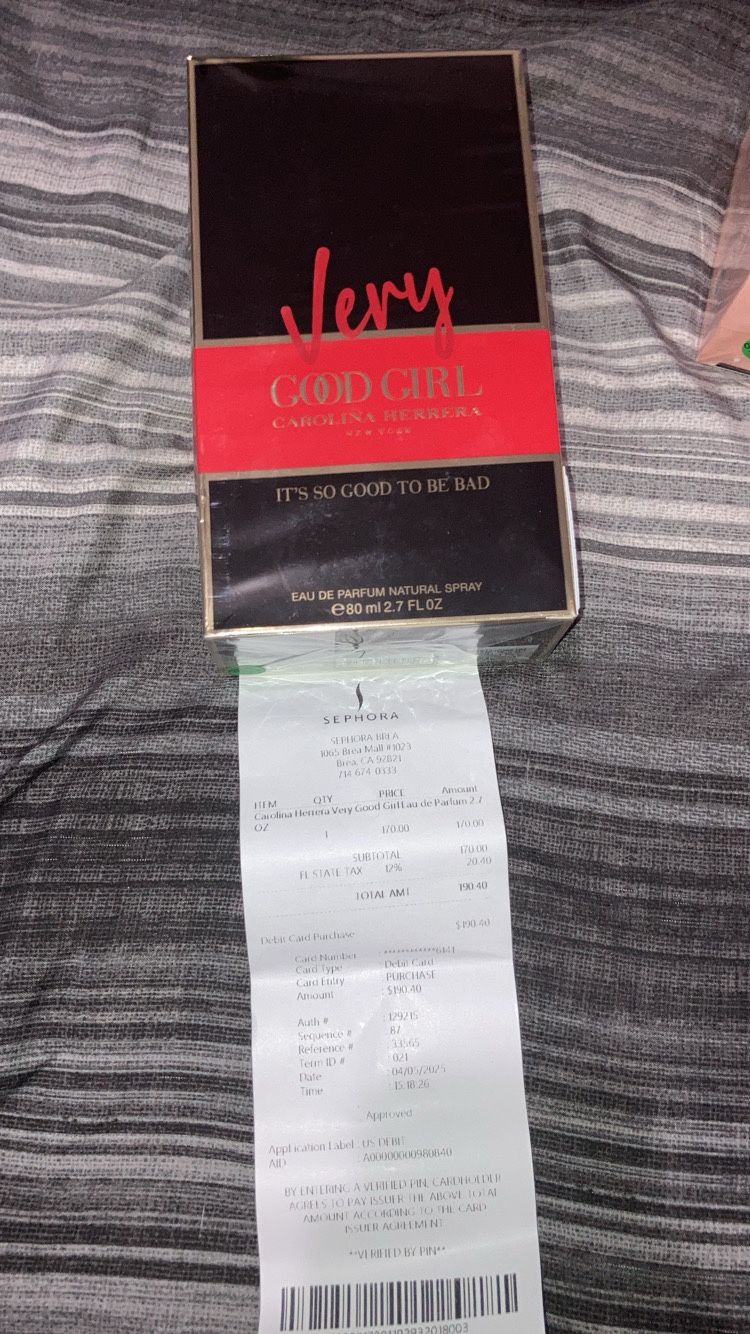 Very
GOOD GIRL
CAROLINA HERRERA
NEW YORK
IT'S SO GOOD TO BE BAD
EAU DE PARFUM NATURAL SPRAY
e 80 ml 2.7 FL OZ
SEPHORA
SEPHORA BREA
1065 Brea Mall #1023
Brea, CA 92821
714 674-0333
ITEM QTY PRICE Amount
Carolina Herrera Very Good Girl Eau de Parfum 2.7
OZ 1 170.00 170.00
SUBTOTAL 170.00
FL STATE TAX 12% 20.40
TOTAL AMT 190.40
Debit Card Purchase $190.40
Card Number : ************6141
Card Type : Debit Card
Card Entry : PURCHASE
Amount : $190.40
Auth # : 129215
Sequence # : 87
Reference # : 33565
Term ID # : 021
Date : 04/05/2025
Time : 15:18:26
Approved
Application Label : US DEBIT
AID : A00000000980840
BY ENTERING A VERIFIED PIN, CARDHOLDER
AGREES TO PAY ISSUER THE ABOVE TOTAL
AMOUNT ACCORDING TO THE CARD
ISSUER AGREEMENT
**VERIFIED BY PIN**